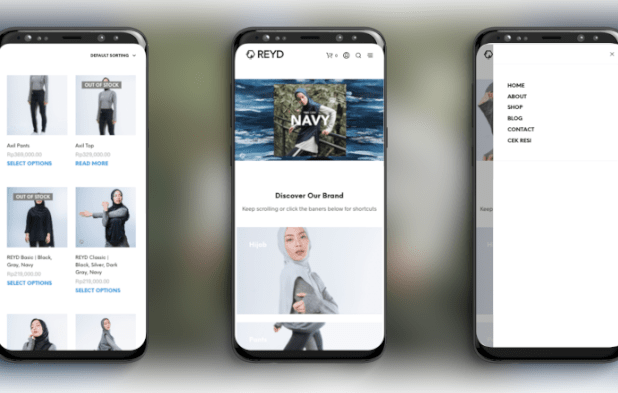 DEFAULT SORTING
OUT OF STOCK
Asil Pants
Asil Top
Rp369,000.00
Rp329,000.00
SELECT OPTIONS
READ MORE
OUT OF STOCK
REYD Basic | Black,
Gray, Navy
Rp219,000.00
SELECT OPTIONS
REYD Classic |
Black, Silver, Dark
Gray, Navy
Rp219,000.00
SELECT OPTIONS
REYD
0
NAVY
Discover Our Brand
Keep scrolling or click the baners below for shortcuts
Hijab
HOME
ABOUT
SHOP
BLOG
CONTACT
CEK RESI
Keep